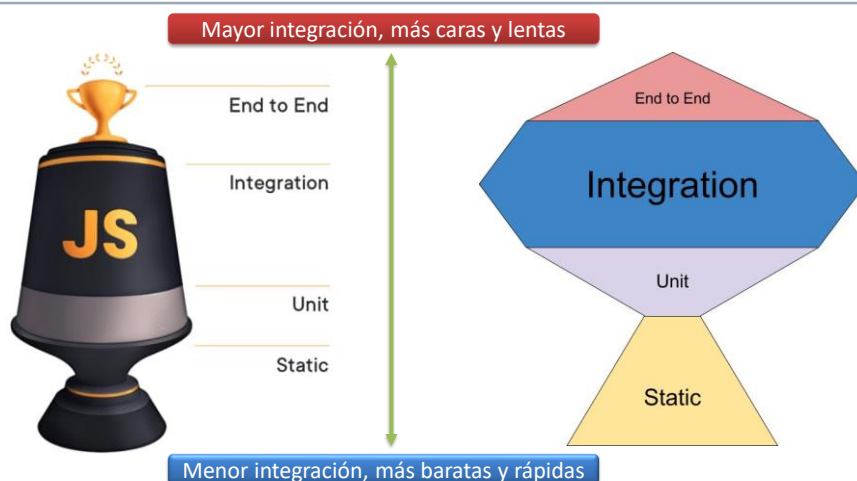 Mayor integración, más caras y lentas
End to End
Integration
JS
Unit
Static
End to End
Integration
Unit
Static
Menor integración, más baratas y rápidas